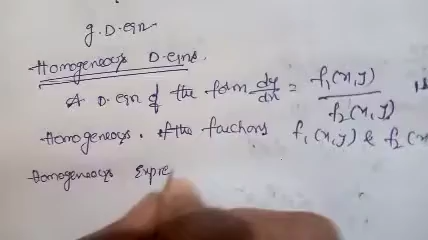 g. D.eqn
Homogeneous D.eqns.
A D.eqn of the form dy/dx = f₁(x,y)/f₂(x,y) is
Homogeneous. If the functions f₁(x,y) & f₂(x
Homogeneous Expre